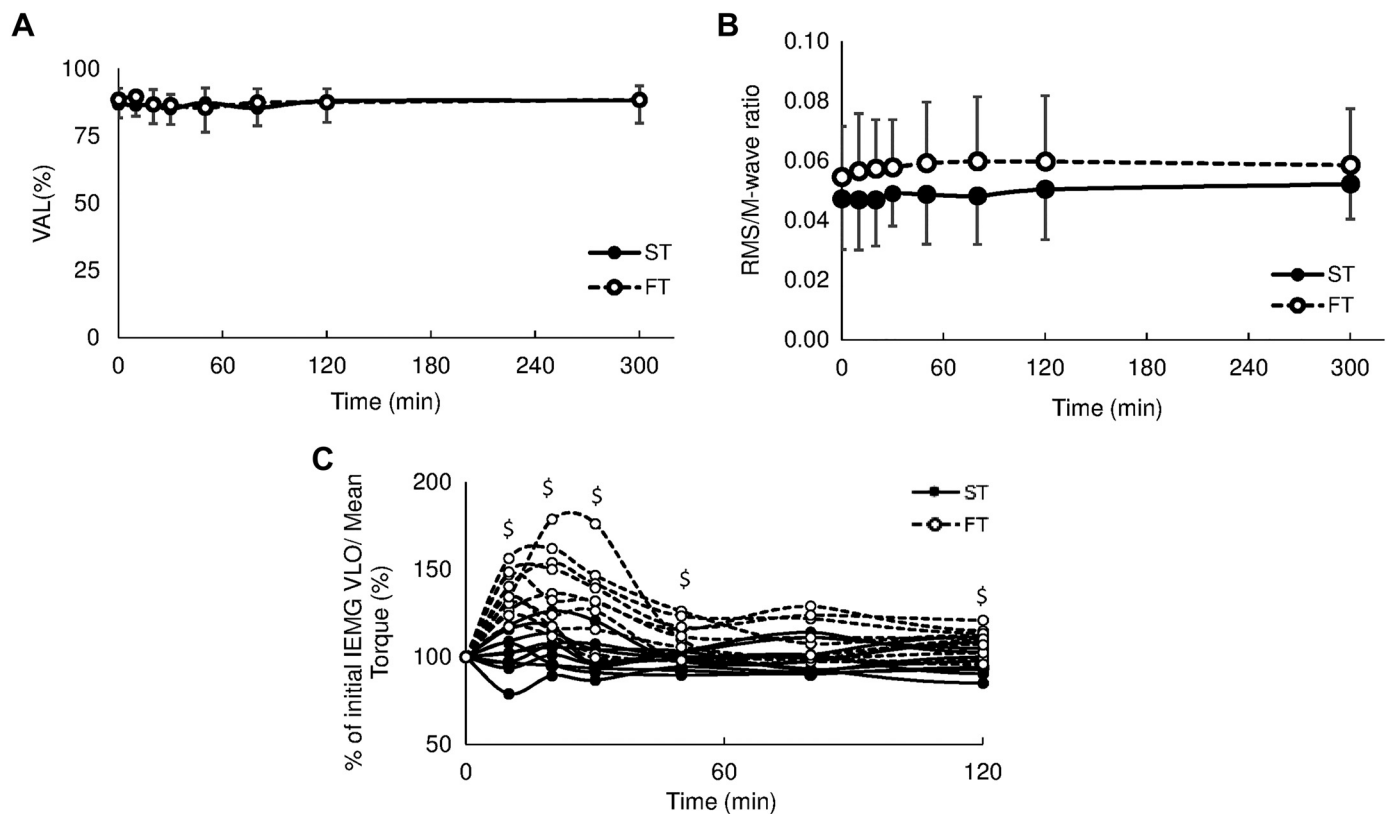 A
100
75
50
25
0
VAL(%)
ST
FT
0 60 120 180 240 300
Time (min)
B
0.10
0.08
0.06
0.04
0.02
0.00
RMS/M-wave ratio
ST
FT
0 60 120 180 240 300
Time (min)
C
200
150
100
50
% of initial IEMG VLO/ Mean
Torque (%)
$ $ $ $ $
ST
FT
0 60 120
Time (min)